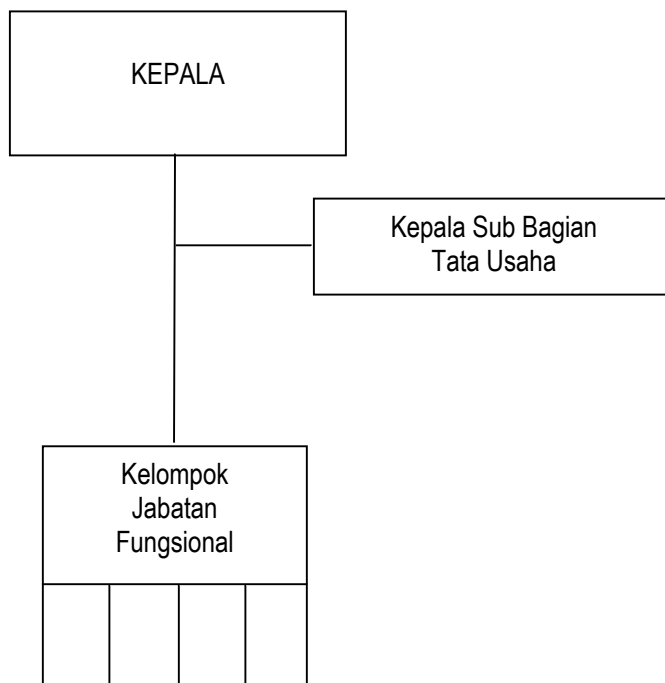 KEPALA
Kepala Sub Bagian
Tata Usaha
Kelompok
Jabatan
Fungsional